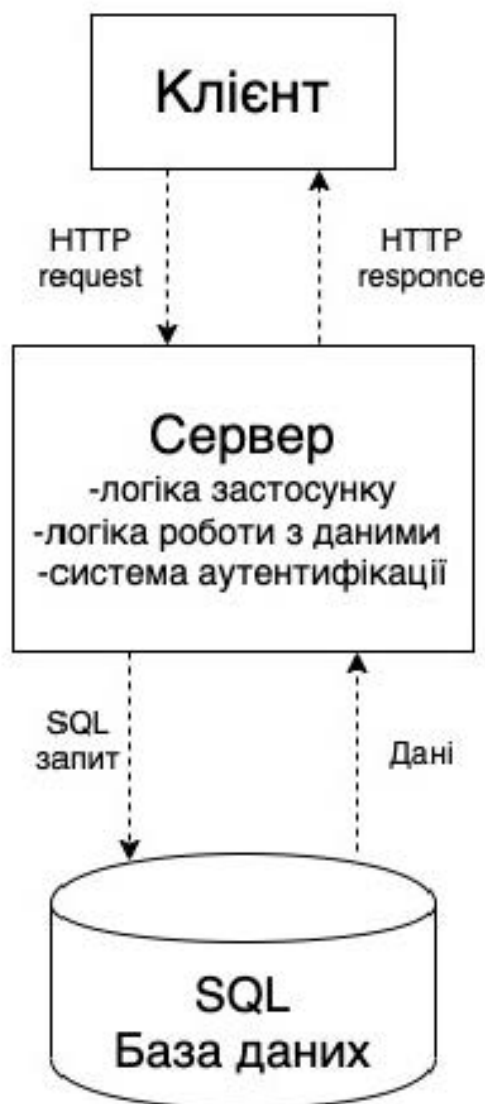 Клієнт
HTTP
request
HTTP
responce
Сервер
-логіка застосунку
-логіка роботи з даними
-система аутентифікації
SQL
запит
Дані
SQL
База даних